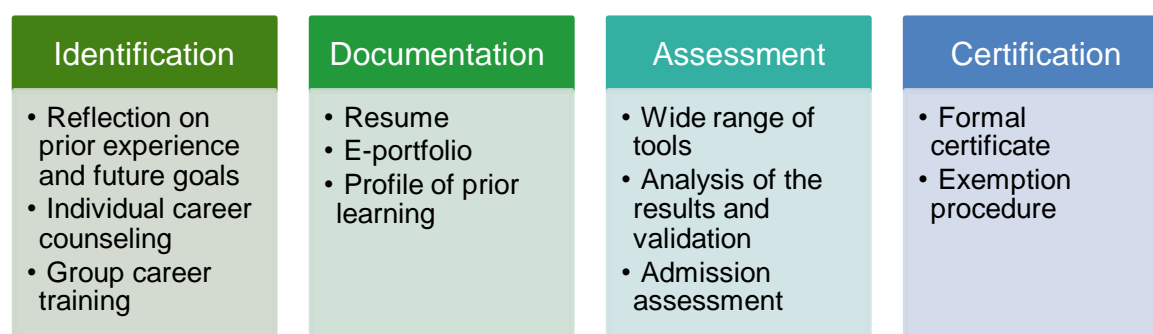 Identification
• Reflection on
prior experience
and future goals
• Individual career
counseling
• Group career
training
Documentation
• Resume
• E-portfolio
• Profile of prior
learning
Assessment
• Wide range of
tools
• Analysis of the
results and
validation
• Admission
assessment
Certification
• Formal
certificate
• Exemption
procedure